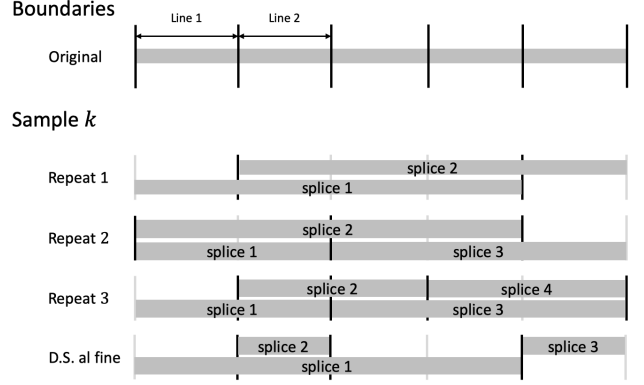 Boundaries
Line 1 Line 2
Original
Sample k
Repeat 1
splice 2
splice 1
Repeat 2
splice 2
splice 1 splice 3
Repeat 3
splice 2 splice 4
splice 1 splice 3
D.S. al fine
splice 2 splice 3
splice 1